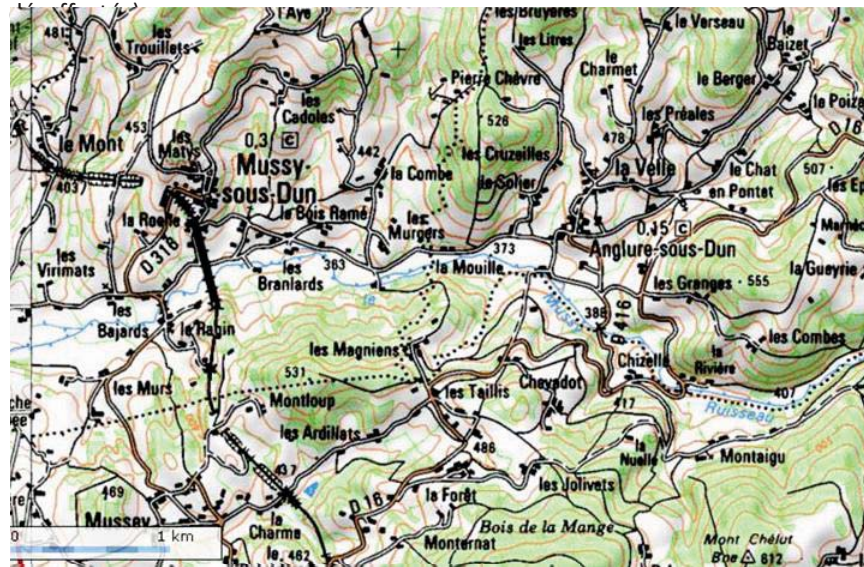 l'Aye
les Bruyères
le Verseau
les Trouillets
les Litres
le Baizet
481
le Charmet
le Berger
Pierre Chèvre
les Cadoles
les Préales
453
526
le Mont
les Matys
0,3 C
442
les Cruzeilles
478
la Velle
le Chat
507
403
Mussy-sous-Dun
la Combe
le Solier
en Pontet
la Roelle
le Bois Ramé
les Murgers
0,15 C
D 318
373
Anglure-sous-Dun
les Virimats
363
la Mouille
la Gueyrie
les Branlards
les Granges
555
le
Mussy
les Bajards
le Ragin
388
D 416
les Combes
les Magniens
Chizelle
la Rivière
531
les Murs
les Taillis
Chevadot
407
Montloup
417
Ruisseau
les Ardillats
486
la Nuelle
Montaigu
469
437
D 16
la Forêt
les Jolivets
Mussey
la Charme
Bois de la Mange
0
1 km
Monternat
Mont Chélut
le
462
Bne 612